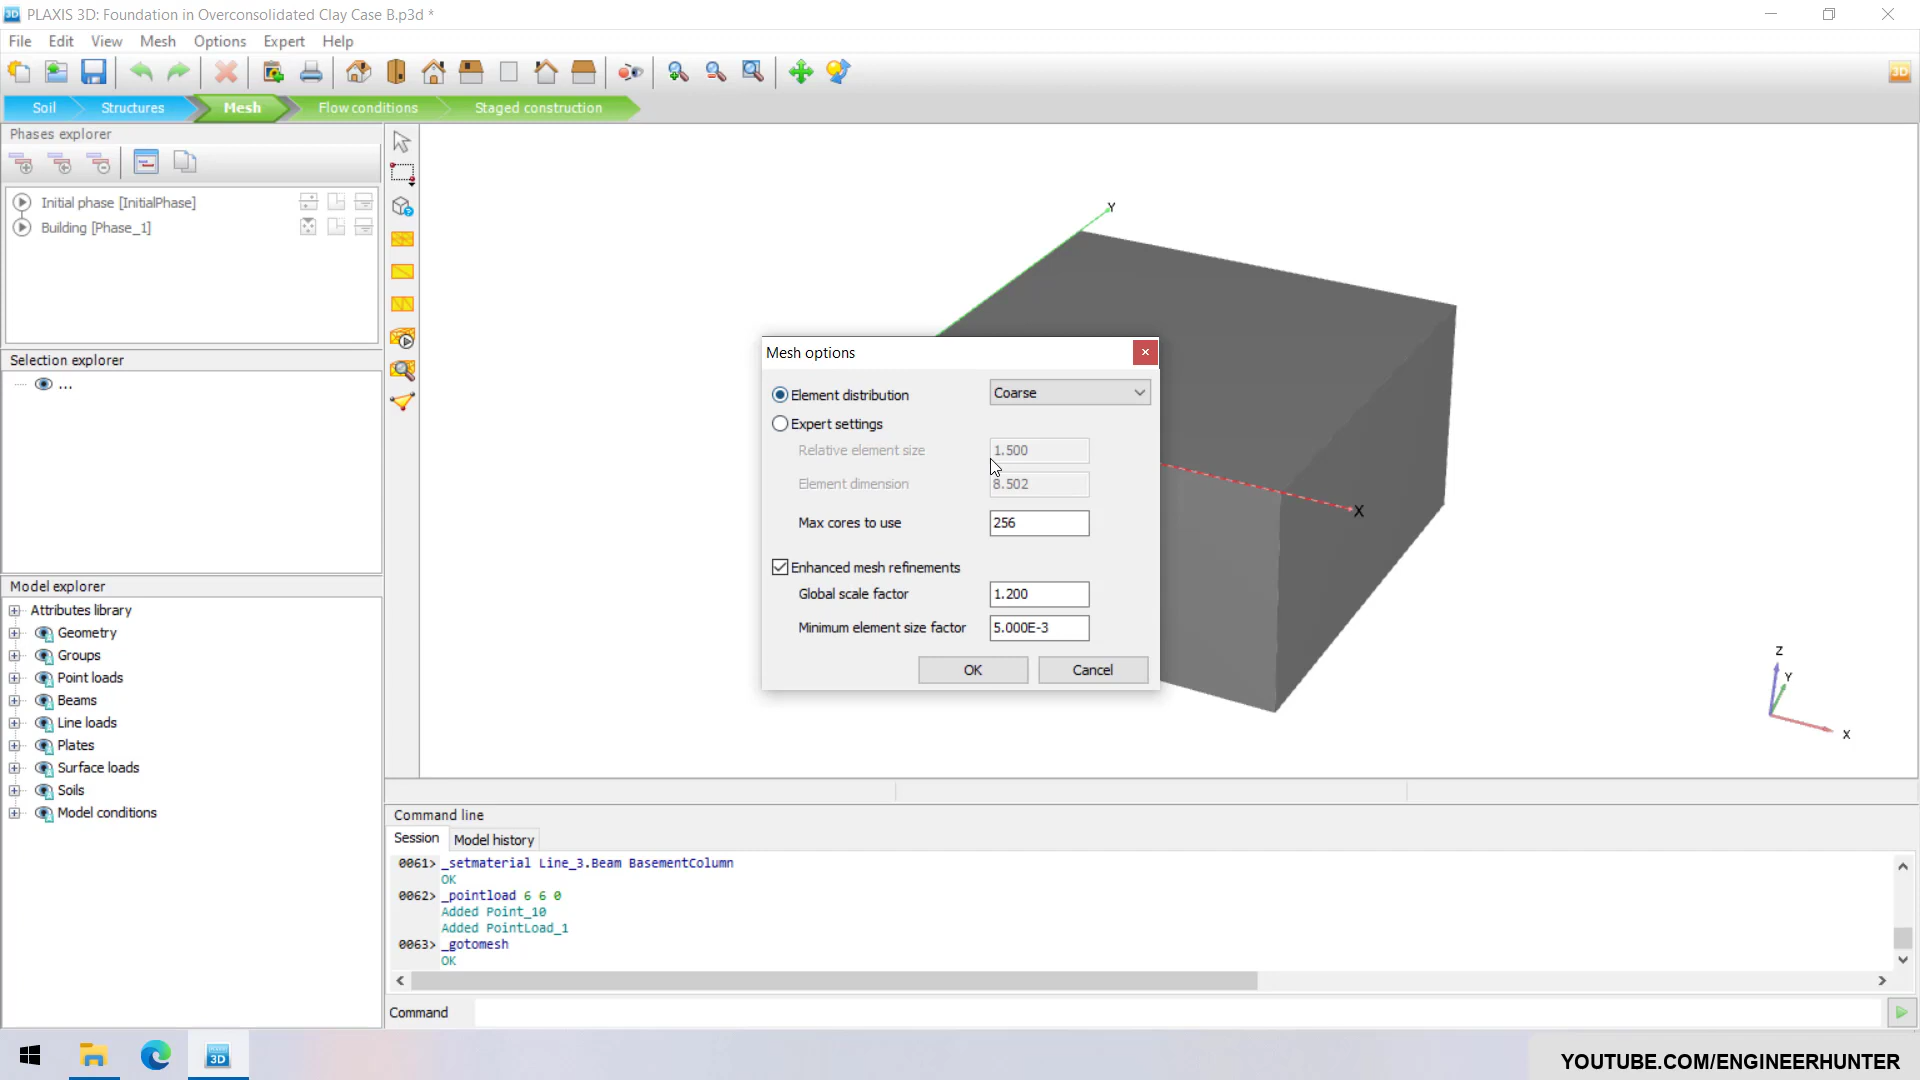 PLAXIS 3D: Foundation in Overconsolidated Clay Case B.p3d *
File Edit View Mesh Options Expert Help
Soil Structures Mesh Flow conditions Staged construction
Phases explorer
Initial phase [InitialPhase]
Building [Phase_1]
Selection explorer
...
Model explorer
Attributes library
Geometry
Groups
Point loads
Beams
Line loads
Plates
Surface loads
Soils
Model conditions
Y
X
Z
Y
X
Mesh options
Element distribution Coarse
Expert settings
Relative element size 1.500
Element dimension 8.502
Max cores to use 256
Enhanced mesh refinements
Global scale factor 1.200
Minimum element size factor 5.000E-3
OK Cancel
Command line
Session Model history
0061> _setmaterial Line_3.Beam BasementColumn
OK
0062> _pointload 6 6 0
Added Point_10
Added PointLoad_1
0063> _gotomesh
OK
Command
3D
YOUTUBE.COM/ENGINEERHUNTER